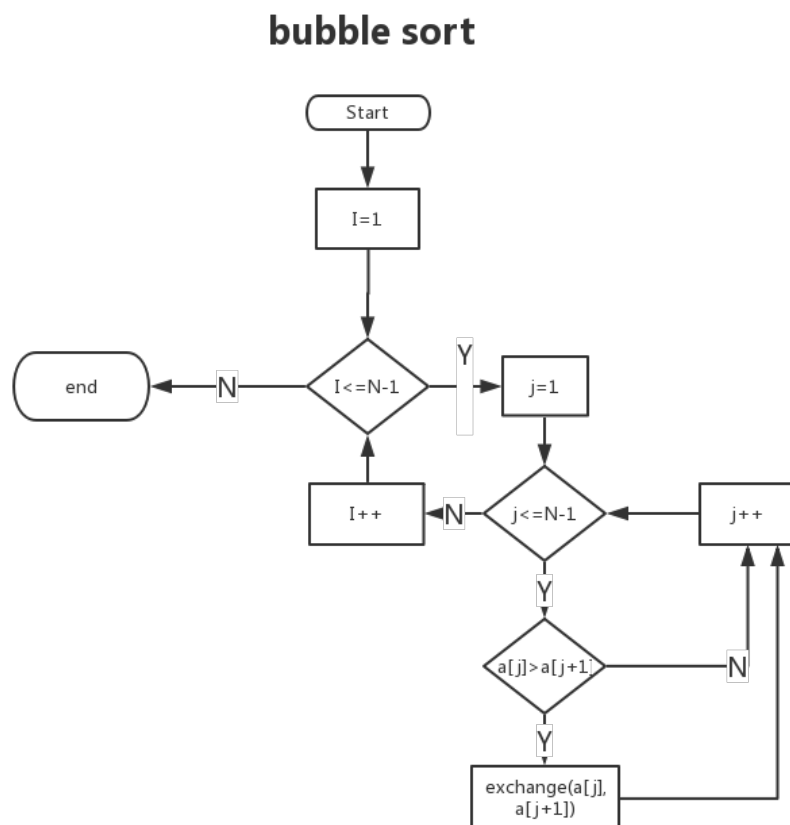 bubble sort
Start
I=1
end
N
I<=N-1
Y
j=1
I++
N
j<=N-1
j++
Y
a[j]>a[j+1]
N
Y
exchange(a[j],
a[j+1])